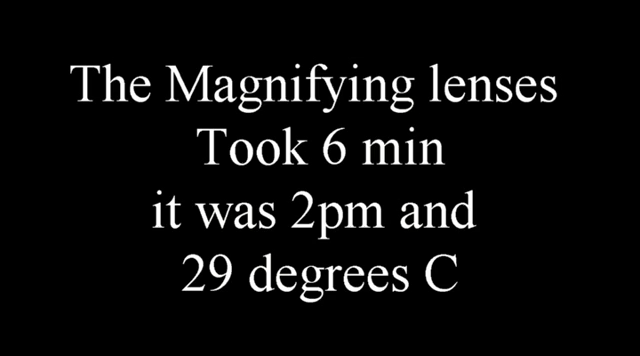 The Magnifying lenses
Took 6 min
it was 2pm and
29 degrees C